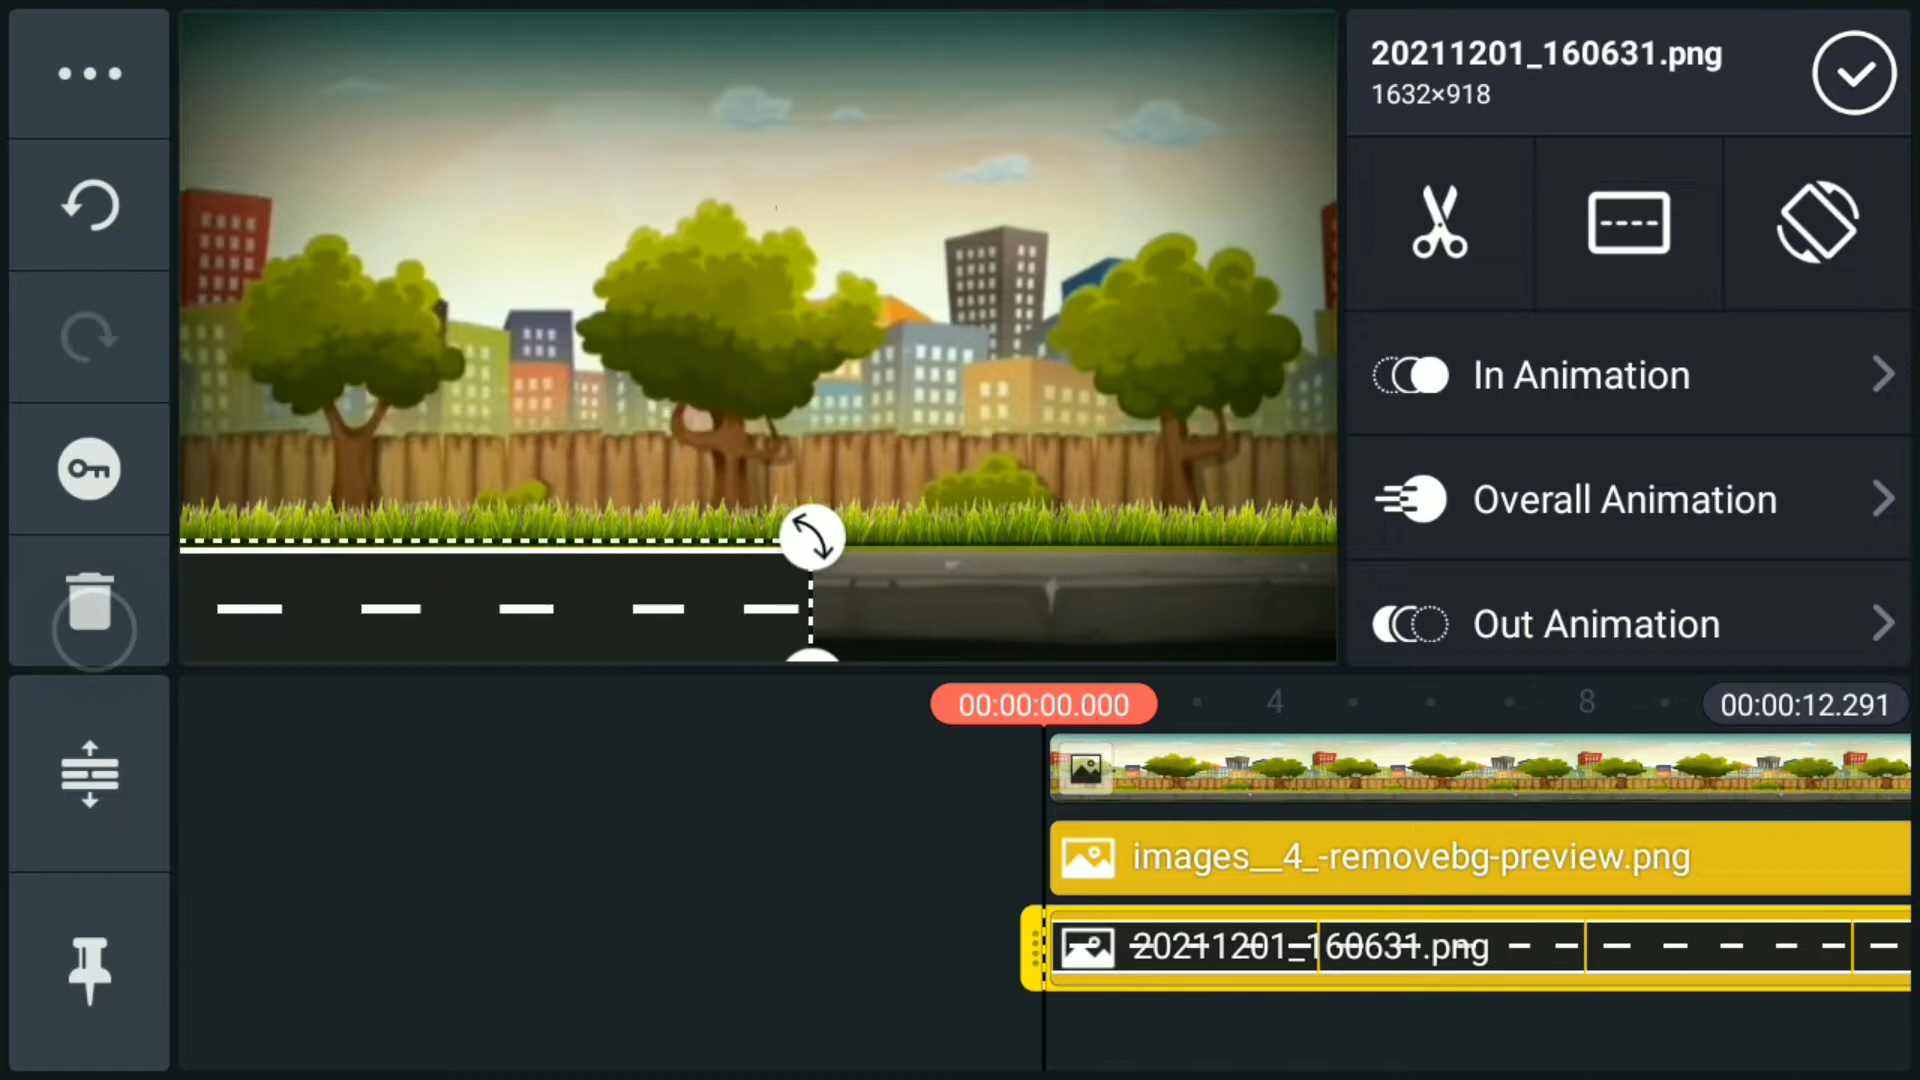 20211201_160631.png
1632×918
In Animation
Overall Animation
Out Animation
00:00:00.000
4
8
00:00:12.291
images__4_-removebg-preview.png
20211201_160631.png